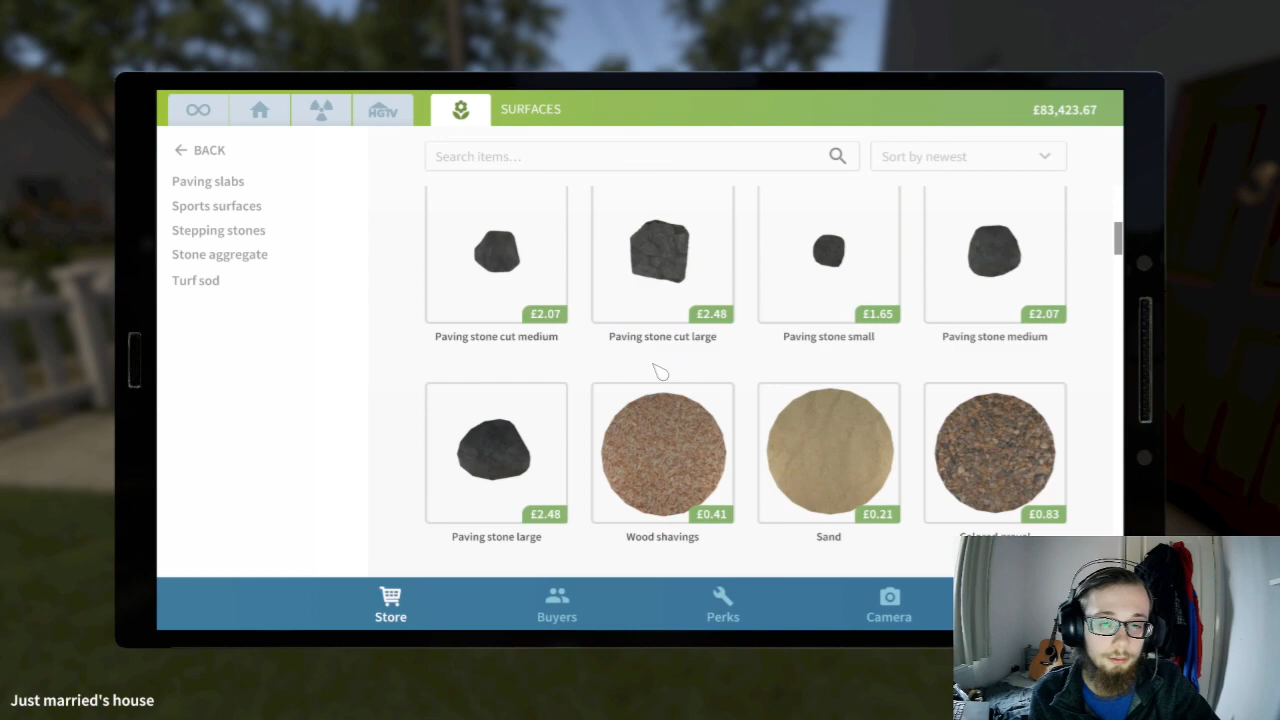 HGTV
SURFACES
£83,423.67
BACK
Search items...
Sort by newest
Paving slabs
Sports surfaces
Stepping stones
Stone aggregate
Turf sod
£2.07
£2.48
£1.65
£2.07
Paving stone cut medium
Paving stone cut large
Paving stone small
Paving stone medium
£2.48
£0.41
£0.21
£0.83
Paving stone large
Wood shavings
Sand
Store
Buyers
Perks
Camera
Just married's house